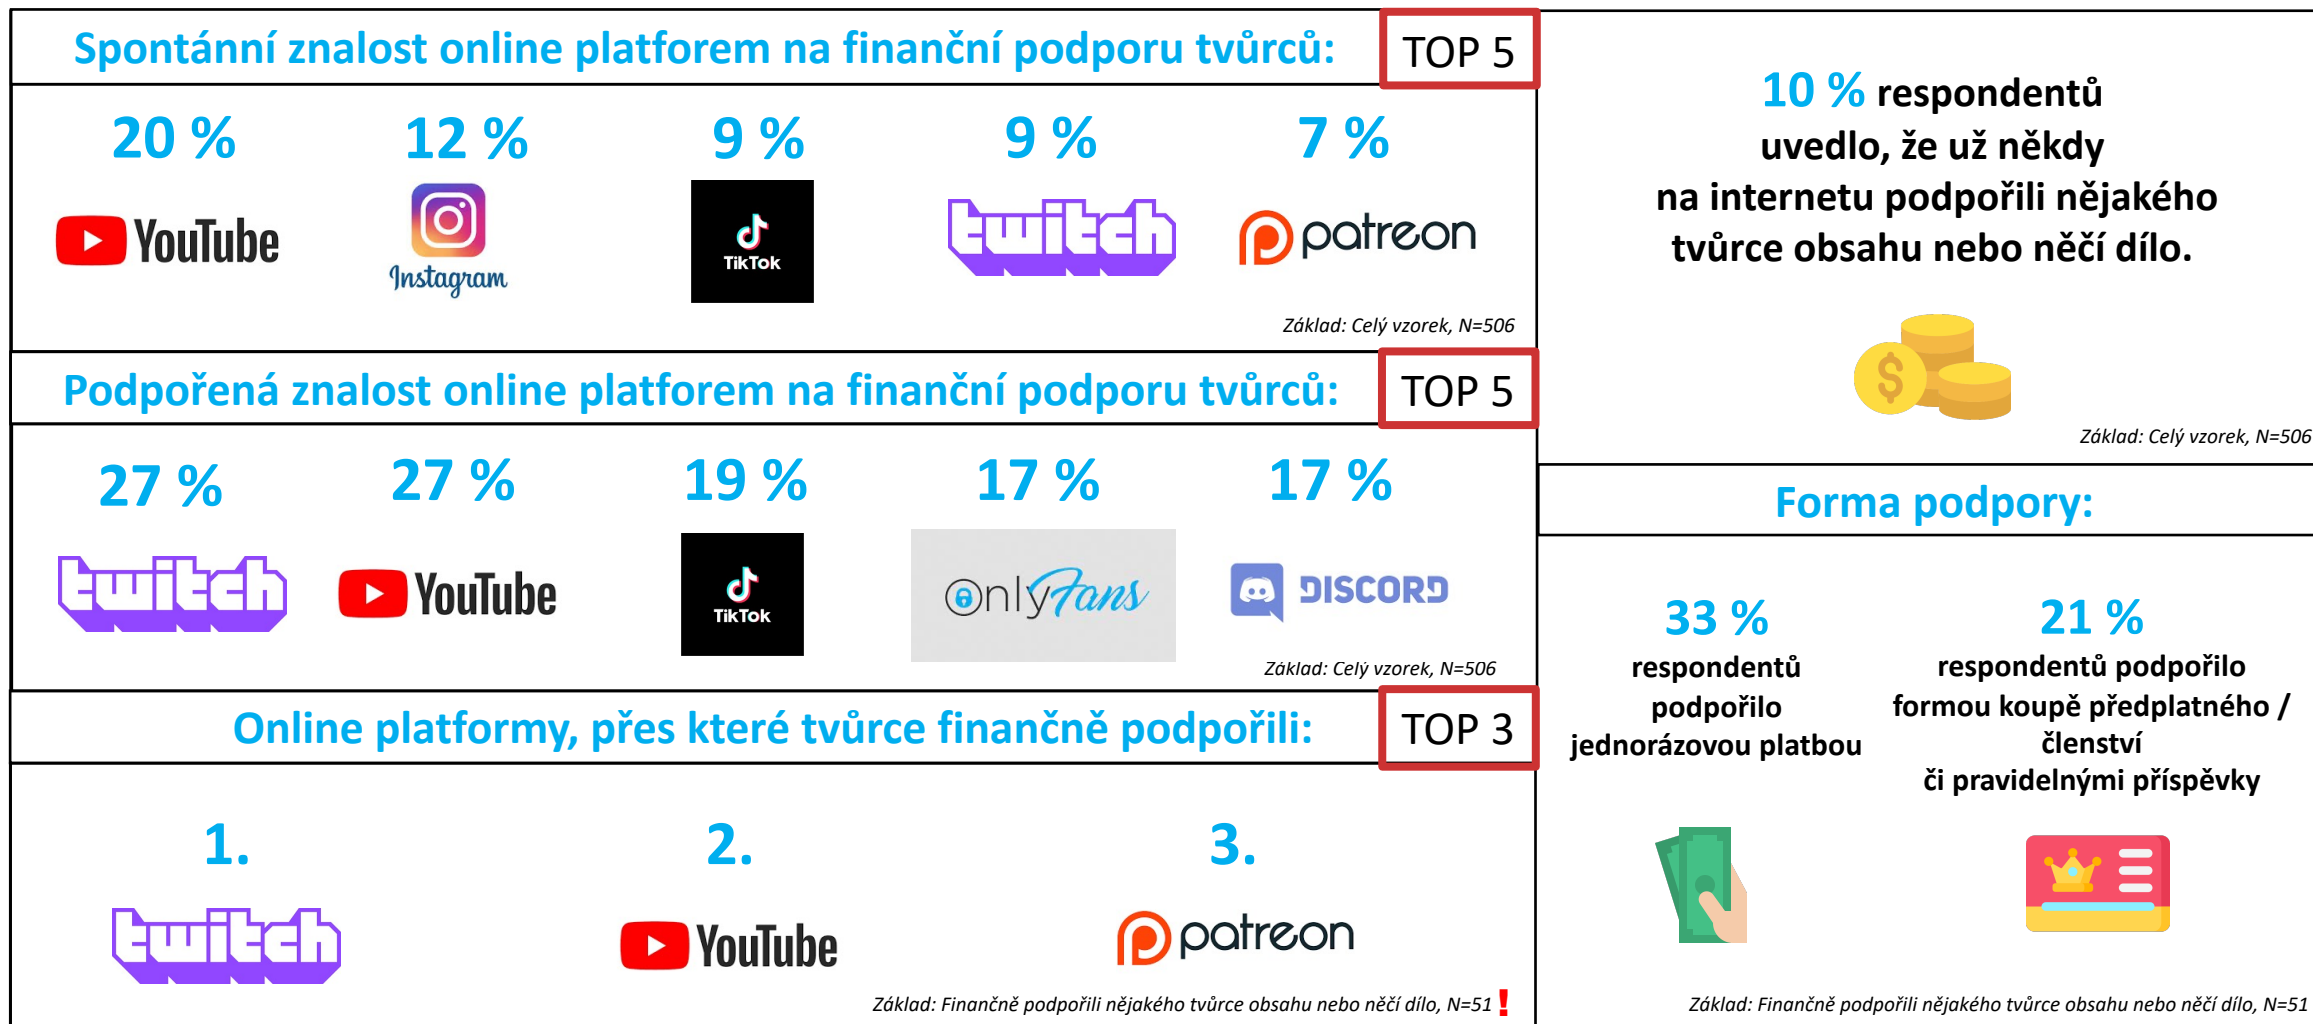 Spontánní znalost online platforem na finanční podporu tvůrců:
TOP 5
20 %
12 %
9 %
9 %
7 %
YouTube
Instagram
TikTok
twitch
patreon
Základ: Celý vzorek, N=506
Podpořená znalost online platforem na finanční podporu tvůrců:
TOP 5
27 %
27 %
19 %
17 %
17 %
twitch
YouTube
TikTok
OnlyFans
DISCORD
Základ: Celý vzorek, N=506
Online platformy, přes které tvůrce finančně podpořili:
TOP 3
1.
2.
3.
twitch
YouTube
patreon
Základ: Finančně podpořili nějakého tvůrce obsahu nebo něčí dílo, N=51 !
10 % respondentů
uvedlo, že už někdy
na internetu podpořili nějakého
tvůrce obsahu nebo něčí dílo.
$
Základ: Celý vzorek, N=506
Forma podpory:
33 %
respondentů
podpořilo
jednorázovou platbou
21 %
respondentů podpořilo
formou koupě předplatného /
členství
či pravidelnými příspěvky
Základ: Finančně podpořili nějakého tvůrce obsahu nebo něčí dílo, N=51